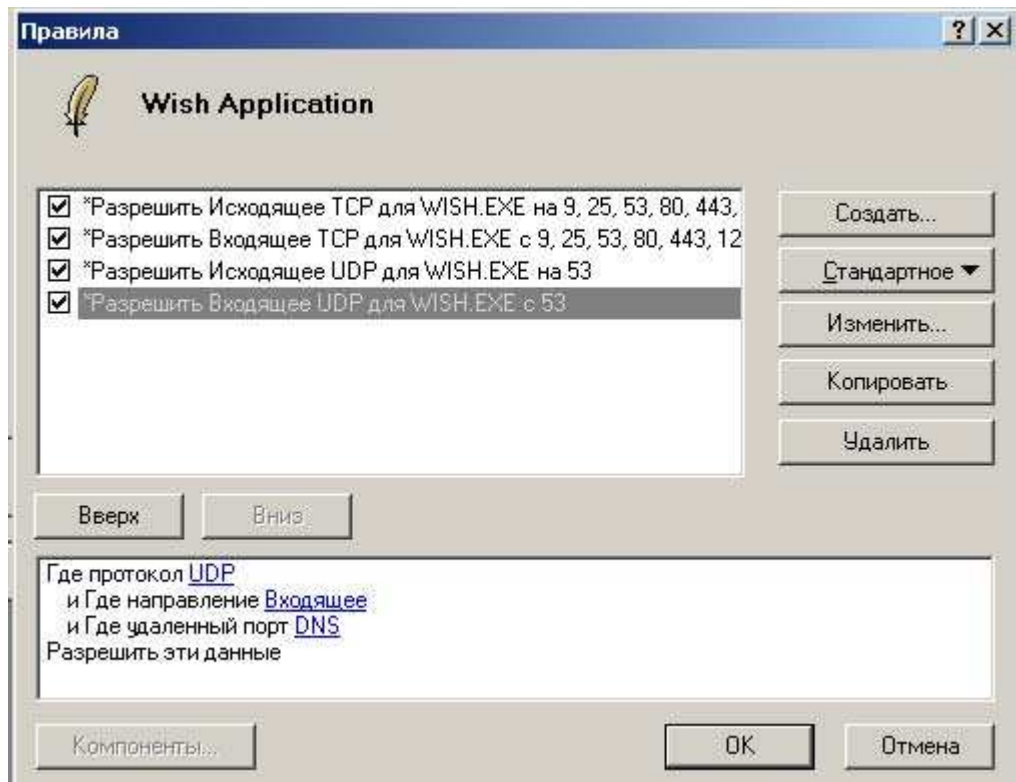 Правила
Wish Application
*Разрешить Исходящее TCP для WISH.EXE на 9, 25, 53, 80, 443,
*Разрешить Входящее TCP для WISH.EXE с 9, 25, 53, 80, 443, 12
*Разрешить Исходящее UDP для WISH.EXE на 53
*Разрешить Входящее UDP для WISH.EXE с 53
Создать...
Стандартное
Изменить...
Копировать
Удалить
Вверх
Вниз
Где протокол UDP
и Где направление Входящее
и Где удаленный порт DNS
Разрешить эти данные
Компоненты...
OK
Отмена